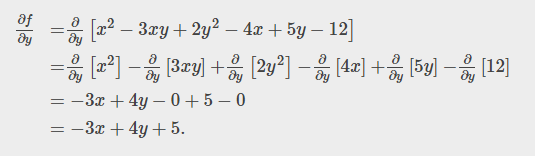 ∂f/∂y = ∂/∂y [x² − 3xy + 2y² − 4x + 5y − 12]
= ∂/∂y [x²] − ∂/∂y [3xy] + ∂/∂y [2y²] − ∂/∂y [4x] + ∂/∂y [5y] − ∂/∂y [12]
= −3x + 4y − 0 + 5 − 0
= −3x + 4y + 5.